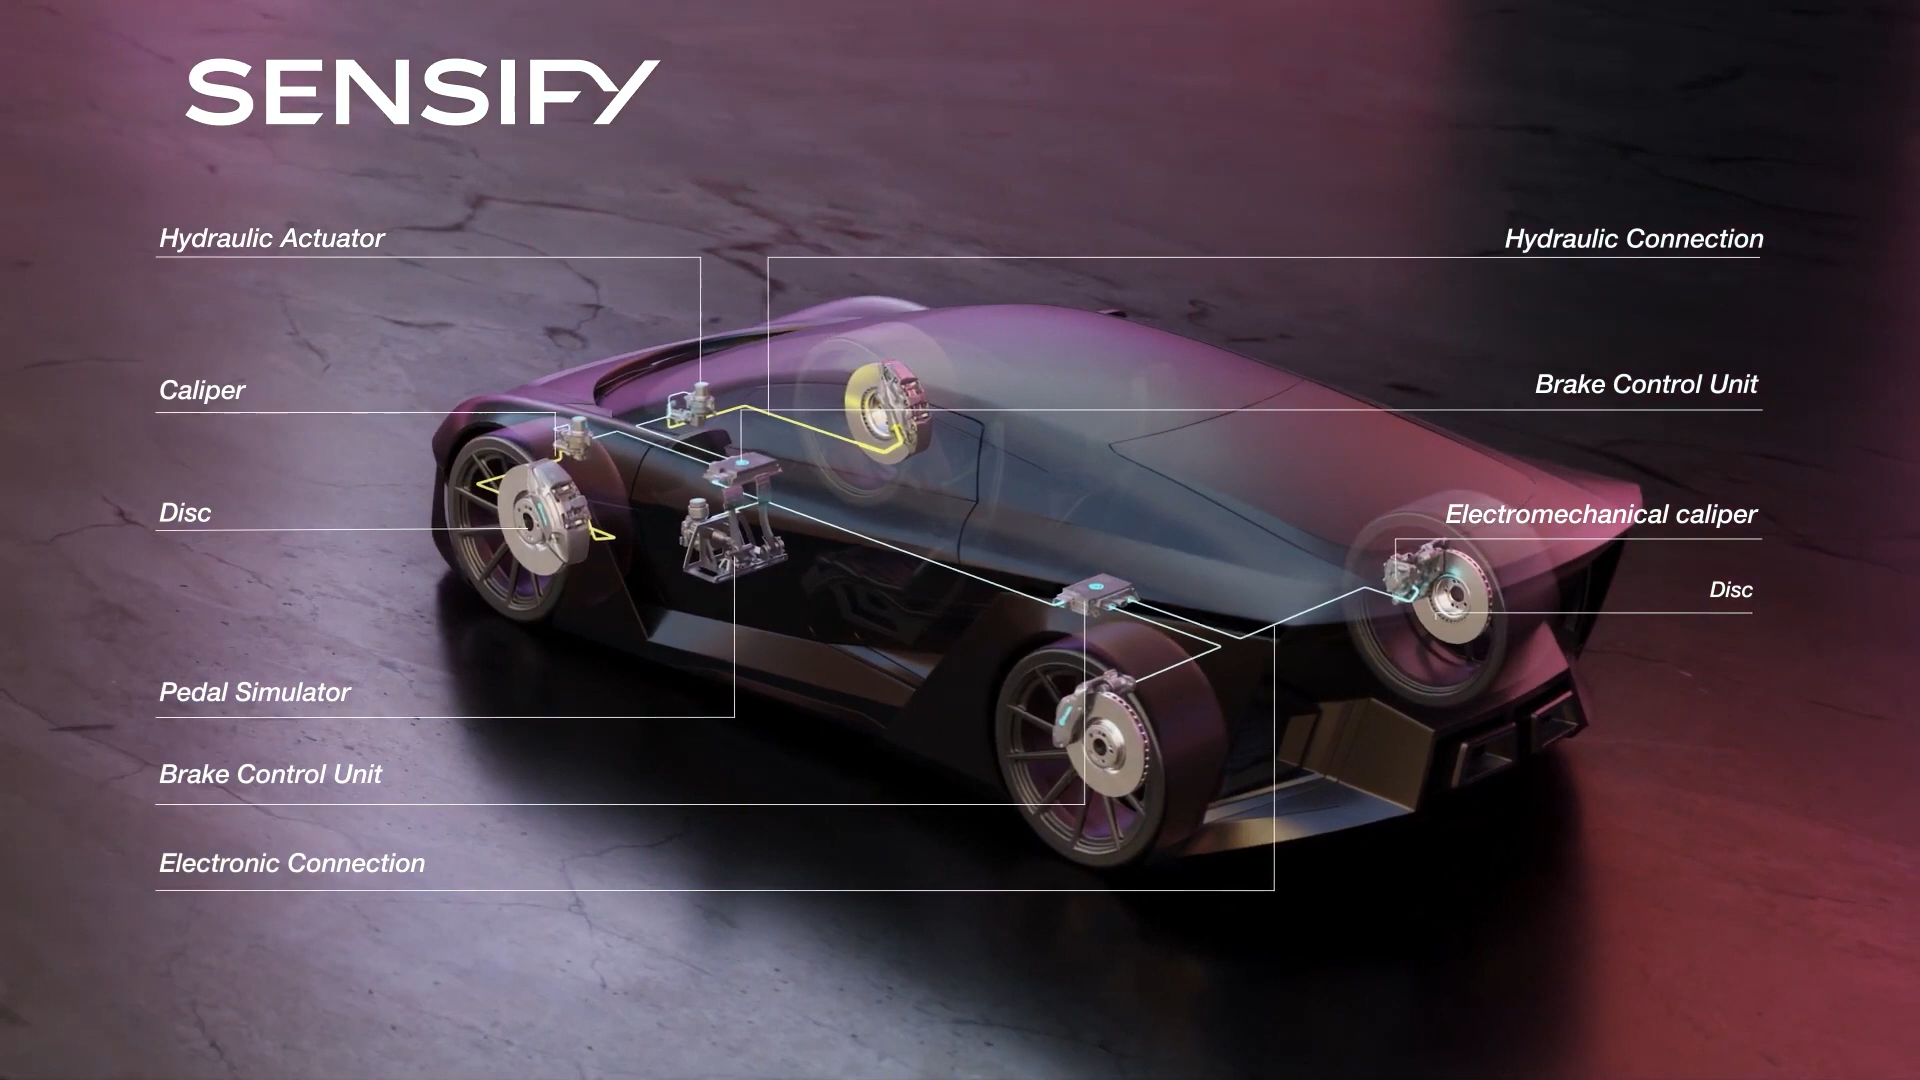 SENSIFY
Hydraulic Actuator
Hydraulic Connection
Caliper
Brake Control Unit
Disc
Electromechanical caliper
Disc
Pedal Simulator
Brake Control Unit
Electronic Connection